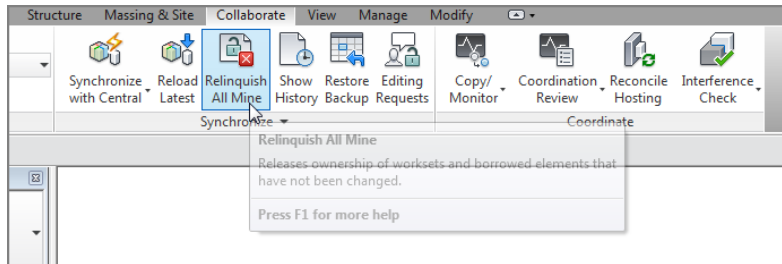 Structure Massing & Site Collaborate View Manage Modify
Synchronize Reload Relinquish Show Restore Editing Copy/ Coordination Reconcile Interference
with Central Latest All Mine History Backup Requests Monitor Review Hosting Check
Synchronize Coordinate
Relinquish All Mine
Releases ownership of worksets and borrowed elements that
have not been changed.
Press F1 for more help